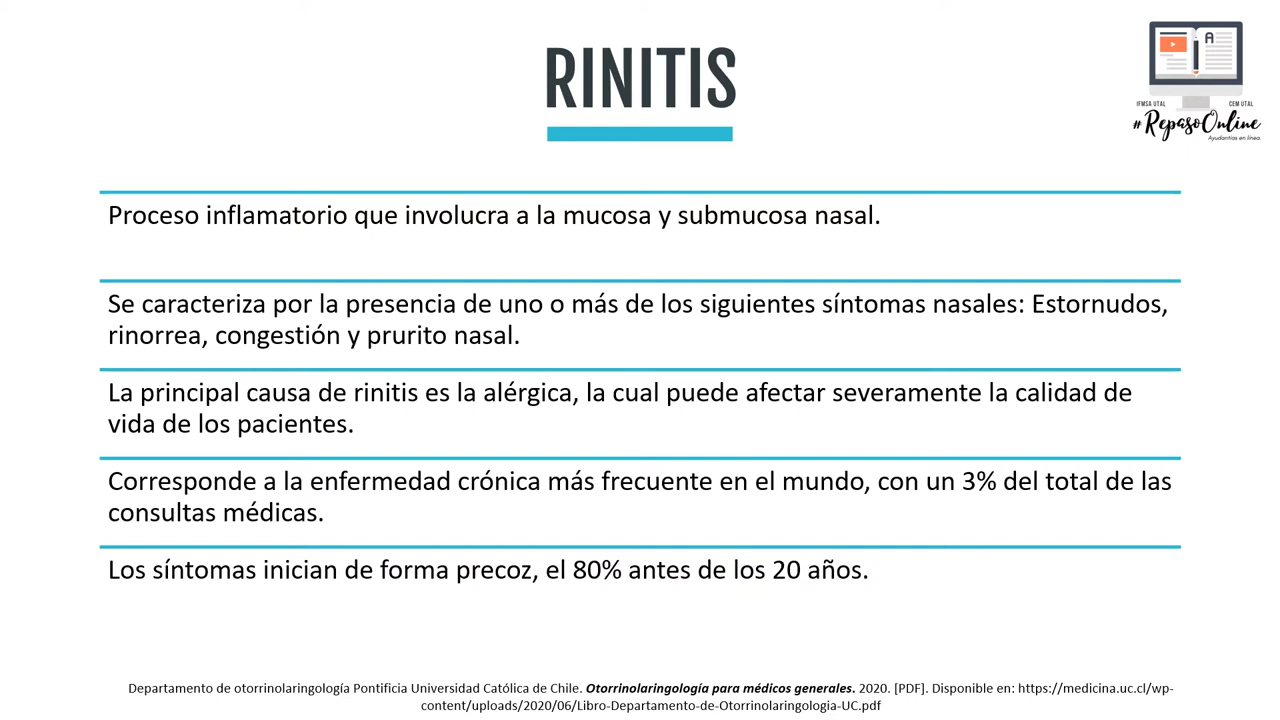 RINITIS
A
IFMSA UTAL
CEM UTAL
#RepasoOnline
Ayudantías en línea.
Proceso inflamatorio que involucra a la mucosa y submucosa nasal.
Se caracteriza por la presencia de uno o más de los siguientes síntomas nasales: Estornudos,
rinorrea, congestión y prurito nasal.
La principal causa de rinitis es la alérgica, la cual puede afectar severamente la calidad de
vida de los pacientes.
Corresponde a la enfermedad crónica más frecuente en el mundo, con un 3% del total de las
consultas médicas.
Los síntomas inician de forma precoz, el 80% antes de los 20 años.
Departamento de otorrinolaringología Pontificia Universidad Católica de Chile. Otorrinolaringología para médicos generales. 2020. [PDF]. Disponible en: https://medicina.uc.cl/wp-
content/uploads/2020/06/Libro-Departamento-de-Otorrinolaringologia-UC.pdf